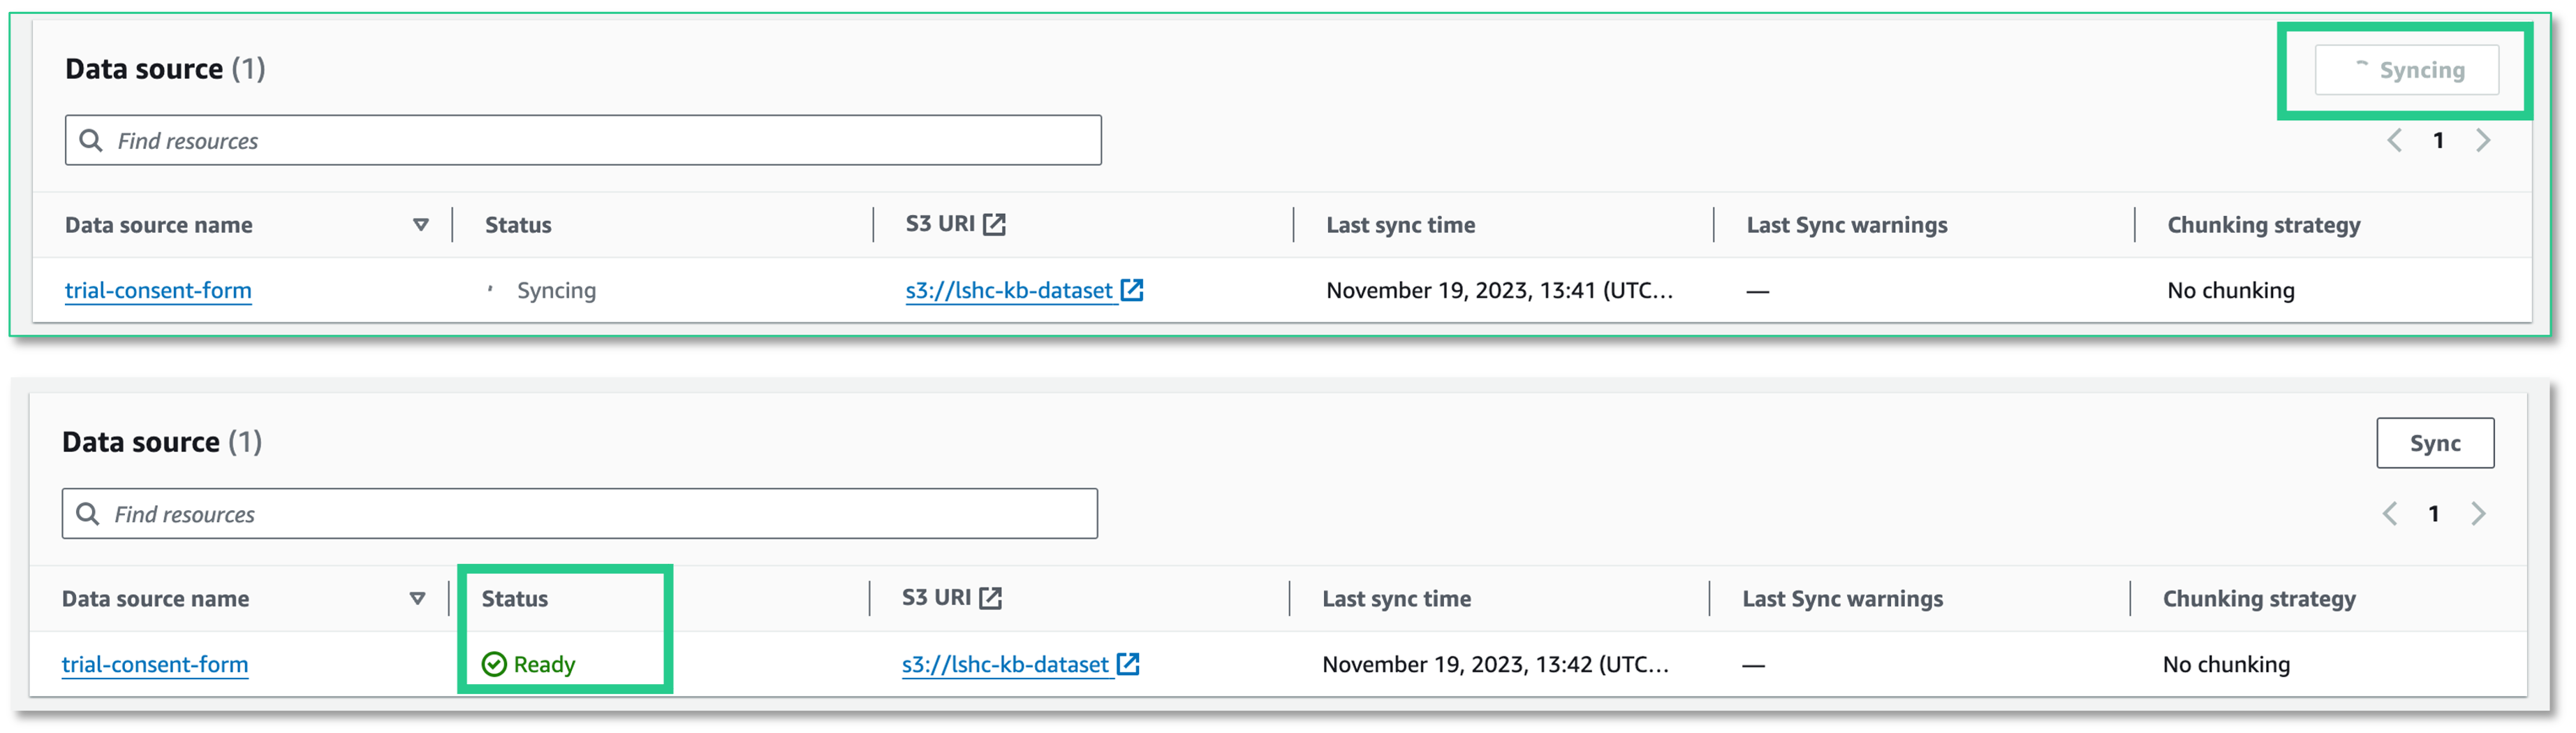 Data source (1)
Syncing
Find resources
1
Data source name Status S3 URI Last sync time Last Sync warnings Chunking strategy
trial-consent-form Syncing s3://lshc-kb-dataset November 19, 2023, 13:41 (UTC... — No chunking
Data source (1)
Sync
Find resources
1
Data source name Status S3 URI Last sync time Last Sync warnings Chunking strategy
trial-consent-form Ready s3://lshc-kb-dataset November 19, 2023, 13:42 (UTC... — No chunking